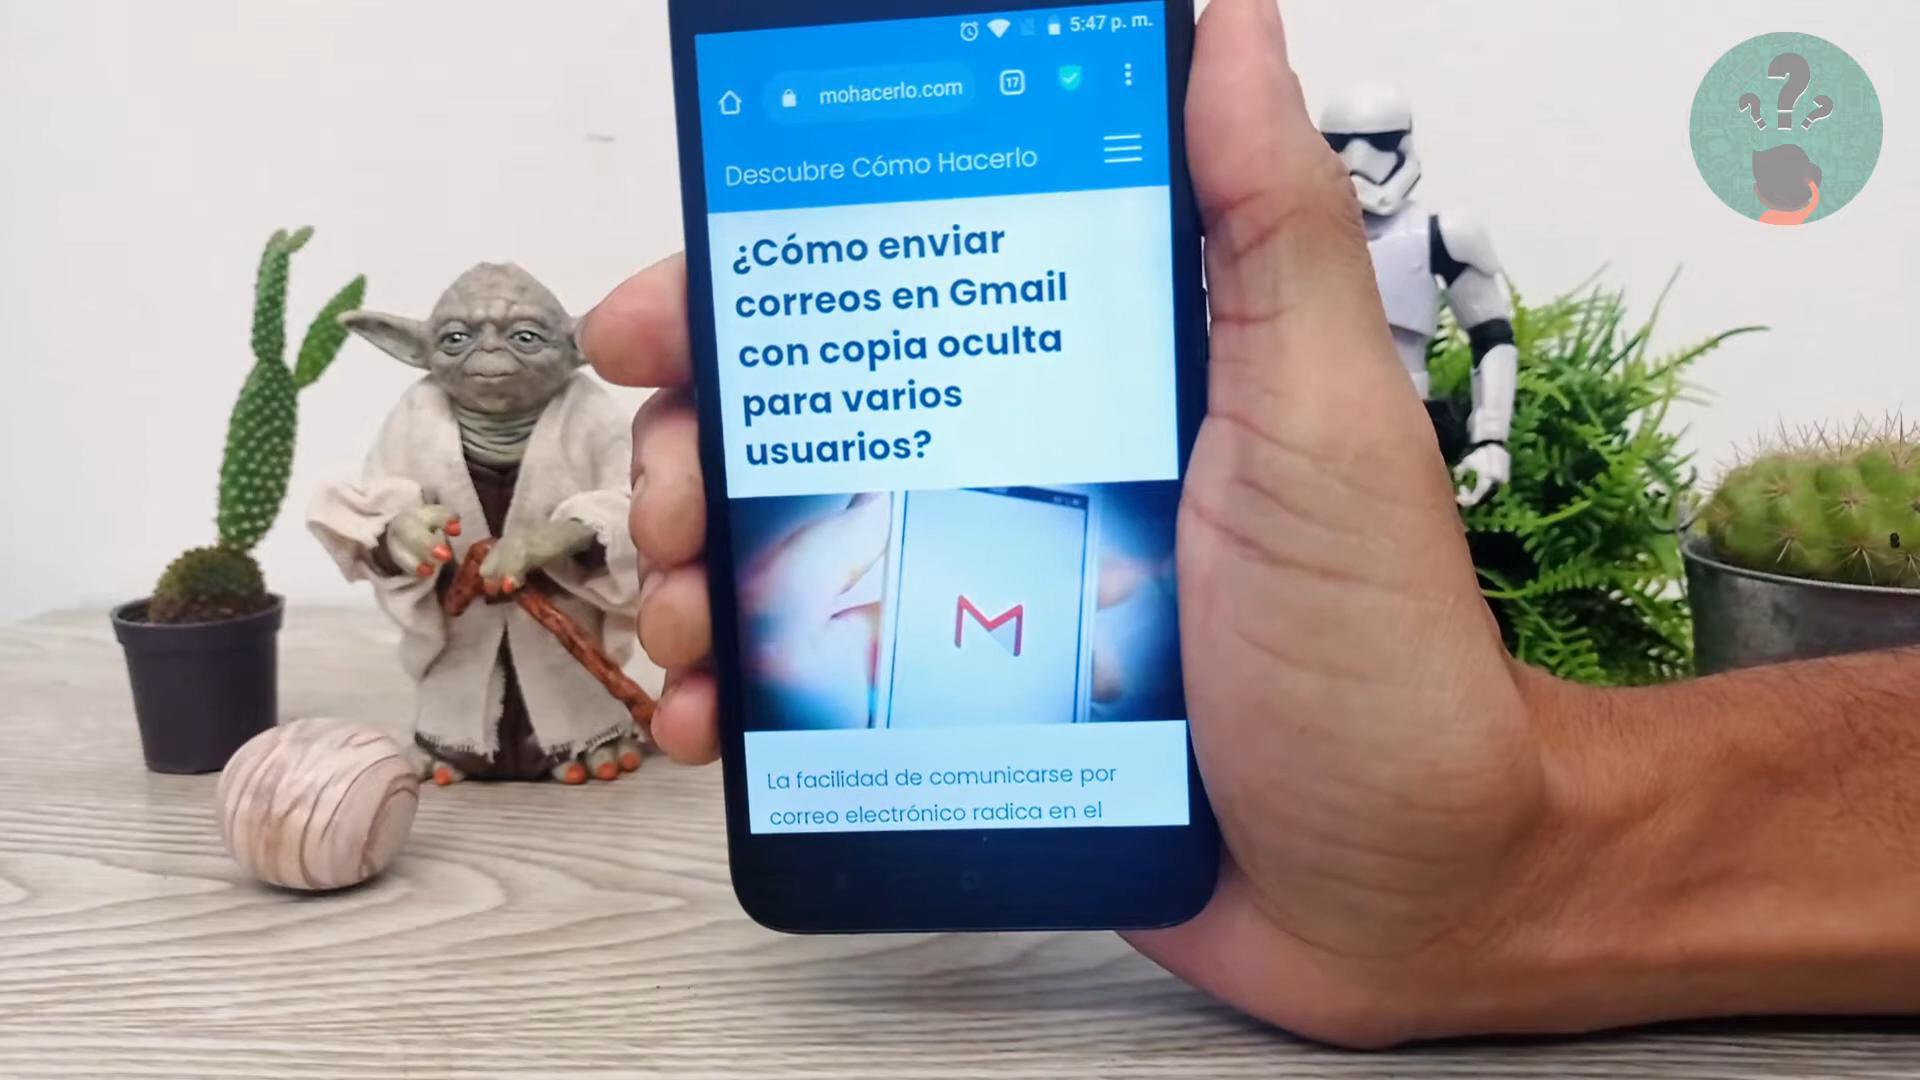 5:47 p. m.
mohacerlo.com
17
Descubre Cómo Hacerlo
¿Cómo enviar
correos en Gmail
con copia oculta
para varios
usuarios?
La facilidad de comunicarse por
correo electrónico radica en el